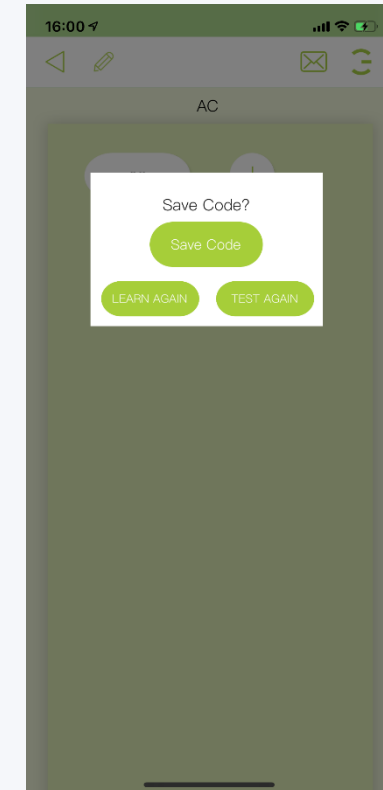 16:00
AC
Save Code?
Save Code
LEARN AGAIN
TEST AGAIN